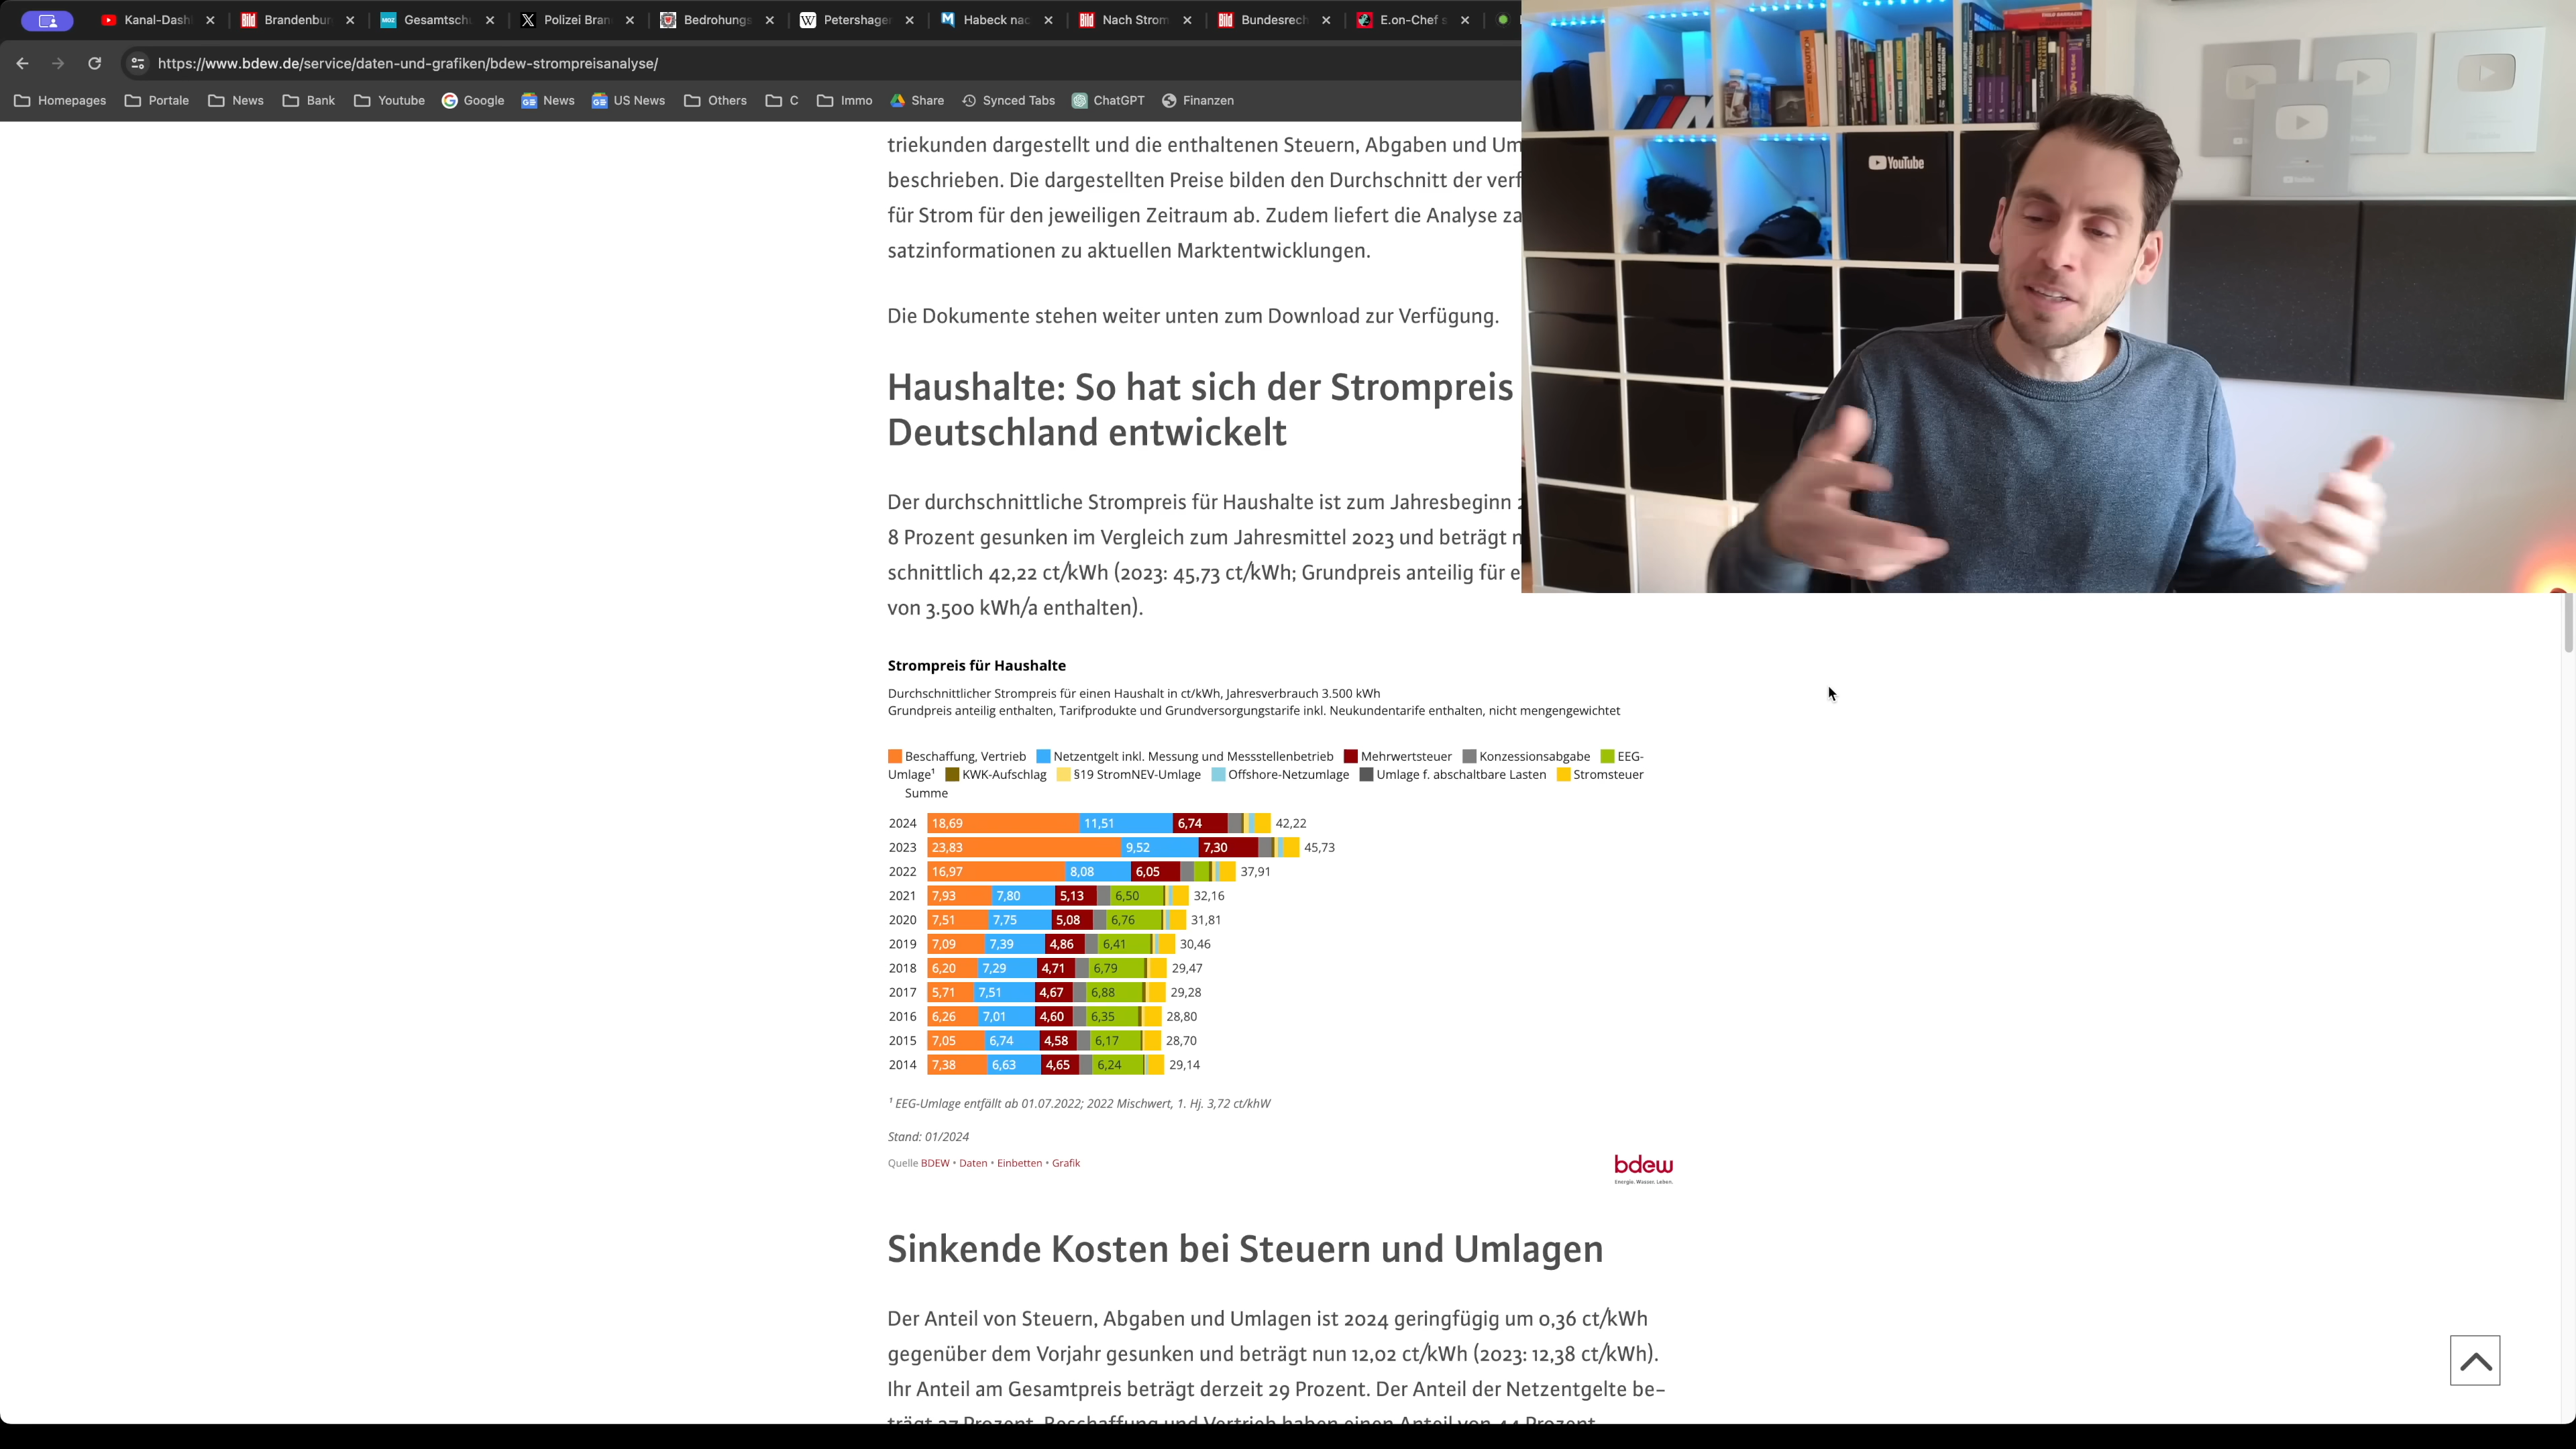 Kanal-Dash
Brandenbur
Gesamtsch
Polizei Bran
Bedrohungs
Petershage
Habeck nac
Nach Strom
Bundesrech
E.on-Chef s
https://www.bdew.de/service/daten-und-grafiken/bdew-strompreisanalyse/
Homepages Portale News Bank Youtube Google News US News Others C Immo Share Synced Tabs ChatGPT Finanzen
YouTube
triekunden dargestellt und die enthaltenen Steuern, Abgaben und Um
beschrieben. Die dargestellten Preise bilden den Durchschnitt der verf
für Strom für den jeweiligen Zeitraum ab. Zudem liefert die Analyse za
satzinformationen zu aktuellen Marktentwicklungen.
Die Dokumente stehen weiter unten zum Download zur Verfügung.
Haushalte: So hat sich der Strompreis
Deutschland entwickelt
Der durchschnittliche Strompreis für Haushalte ist zum Jahresbeginn 2
8 Prozent gesunken im Vergleich zum Jahresmittel 2023 und beträgt n
schnittlich 42,22 ct/kWh (2023: 45,73 ct/kWh; Grundpreis anteilig für e
von 3.500 kWh/a enthalten).
Strompreis für Haushalte
Durchschnittlicher Strompreis für einen Haushalt in ct/kWh, Jahresverbrauch 3.500 kWh
Grundpreis anteilig enthalten, Tarifprodukte und Grundversorgungstarife inkl. Neukundentarife enthalten, nicht mengengewichtet
Beschaffung, Vertrieb Netzentgelt inkl. Messung und Messstellenbetrieb Mehrwertsteuer Konzessionsabgabe EEG-
Umlage¹ KWK-Aufschlag §19 StromNEV-Umlage Offshore-Netzumlage Umlage f. abschaltbare Lasten Stromsteuer
Summe
2024 18,69 11,51 6,74 42,22
2023 23,83 9,52 7,30 45,73
2022 16,97 8,08 6,05 37,91
2021 7,93 7,80 5,13 6,50 32,16
2020 7,51 7,75 5,08 6,76 31,81
2019 7,09 7,39 4,86 6,41 30,46
2018 6,20 7,29 4,71 6,79 29,47
2017 5,71 7,51 4,67 6,88 29,28
2016 6,26 7,01 4,60 6,35 28,80
2015 7,05 6,74 4,58 6,17 28,70
2014 7,38 6,63 4,65 6,24 29,14
¹ EEG-Umlage entfällt ab 01.07.2022; 2022 Mischwert, 1. Hj. 3,72 ct/khW
Stand: 01/2024
Quelle BDEW • Daten • Einbetten • Grafik
bdew
Energie. Wasser. Leben.
Sinkende Kosten bei Steuern und Umlagen
Der Anteil von Steuern, Abgaben und Umlagen ist 2024 geringfügig um 0,36 ct/kWh
gegenüber dem Vorjahr gesunken und beträgt nun 12,02 ct/kWh (2023: 12,38 ct/kWh).
Ihr Anteil am Gesamtpreis beträgt derzeit 29 Prozent. Der Anteil der Netzentgelte be-
trägt 27 Prozent. Beschaffung und Vertrieb haben einen Anteil von 44 Prozent.